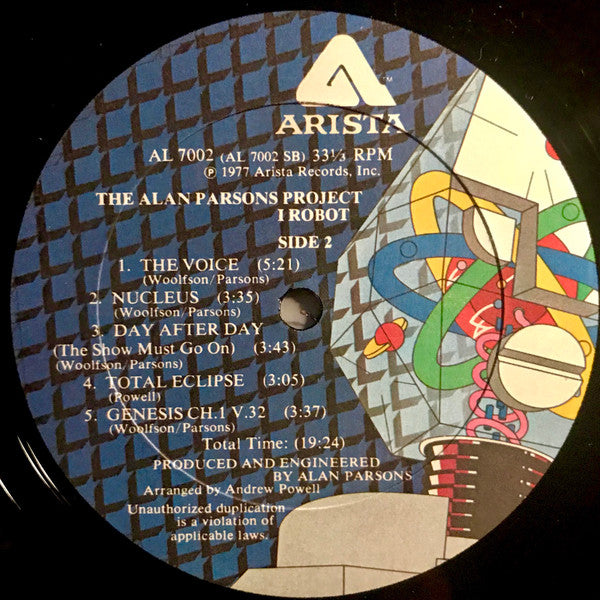 ™
ARISTA
AL 7002 (AL 7002 SB) 33⅓ RPM
℗ 1977 Arista Records, Inc.
THE ALAN PARSONS PROJECT
I ROBOT
SIDE 2
1. THE VOICE (5:21)
(Woolfson/Parsons)
2. NUCLEUS (3:35)
(Woolfson/Parsons)
3. DAY AFTER DAY
(The Show Must Go On) (3:43)
(Woolfson/Parsons)
4. TOTAL ECLIPSE (3:05)
(Powell)
5. GENESIS CH.1 V.32 (3:37)
(Woolfson/Parsons)
Total Time: (19:24)
PRODUCED AND ENGINEERED
BY ALAN PARSONS
Arranged by Andrew Powell
Unauthorized duplication
is a violation of
applicable laws.